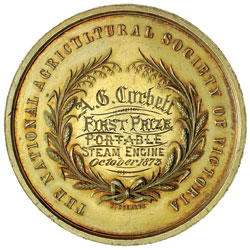 THE NATIONAL AGRICULTURAL SOCIETY OF VICTORIA
A. G. Corbett
FIRST PRIZE
PORTABLE
STEAM ENGINE
October 1873